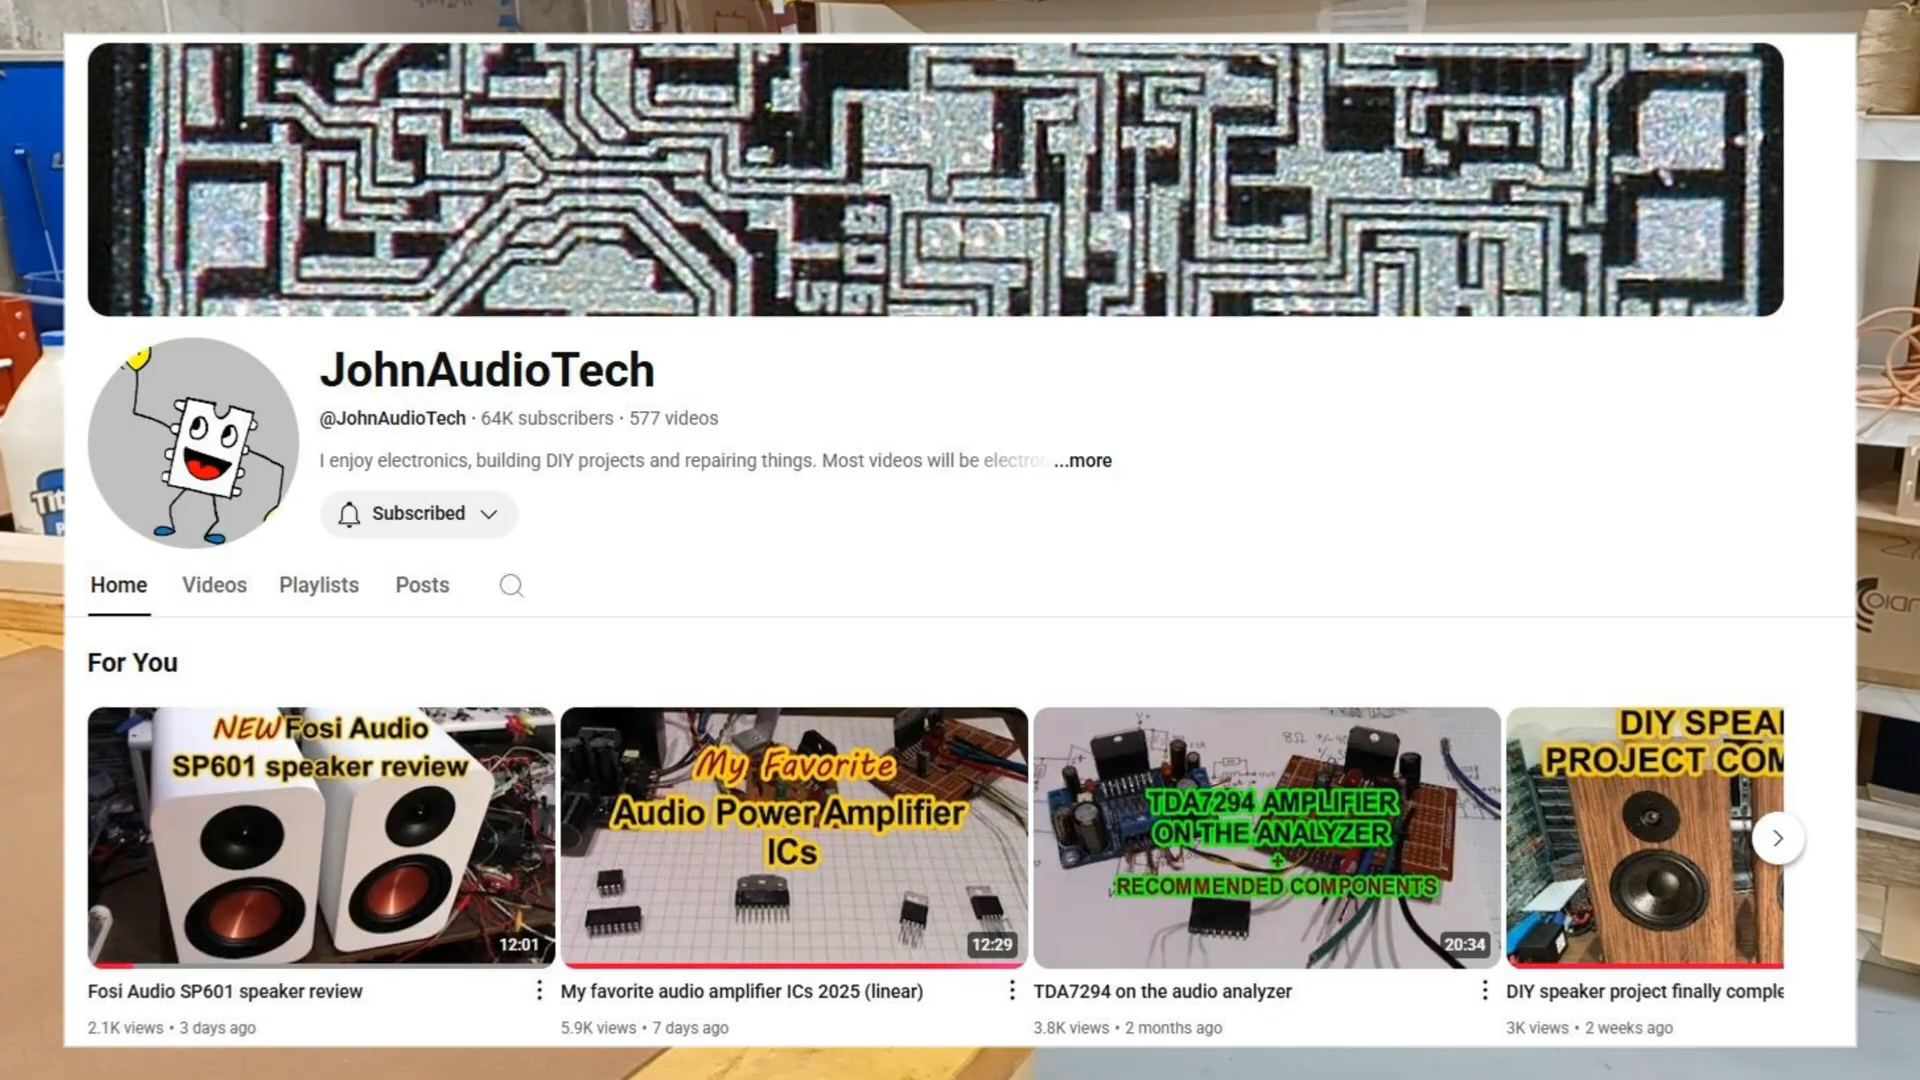 JohnAudioTech
@JohnAudioTech · 64K subscribers · 577 videos
I enjoy electronics, building DIY projects and repairing things. Most videos will be electron ...more
Subscribed
Home Videos Playlists Posts
For You
NEW Fosi Audio
SP601 speaker review
12:01
My Favorite
Audio Power Amplifier
ICs
12:29
TDA7294 AMPLIFIER
ON THE ANALYZER
+
RECOMMENDED COMPONENTS
20:34
DIY SPEA
PROJECT COM
Fosi Audio SP601 speaker review
2.1K views • 3 days ago
My favorite audio amplifier ICs 2025 (linear)
5.9K views • 7 days ago
TDA7294 on the audio analyzer
3.8K views • 2 months ago
DIY speaker project finally comple
3K views • 2 weeks ago